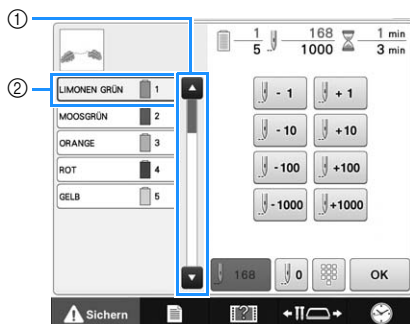 ①
②
1
5
168
1000
1 min
3 min
LIMONEN GRÜN 1
MOOSGRÜN 2
ORANGE 3
ROT 4
GELB 5
- 1
+ 1
- 10
+10
-100
+100
- 1000
+1000
168
0
OK
Sichern